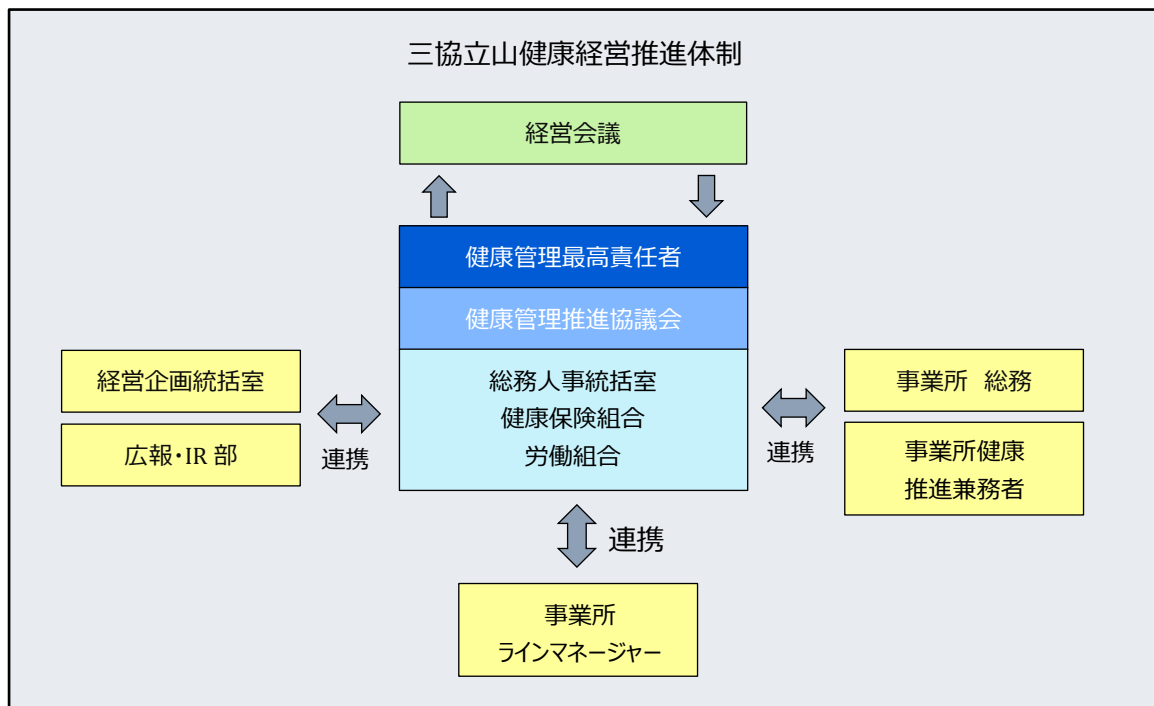 三協立山健康経営推進体制
経営会議
健康管理最高責任者
健康管理推進協議会
総務人事統括室
健康保険組合
労働組合
経営企画統括室
広報・IR 部
連携
事業所　総務
事業所健康
推進兼務者
連携
連携
事業所
ラインマネージャー